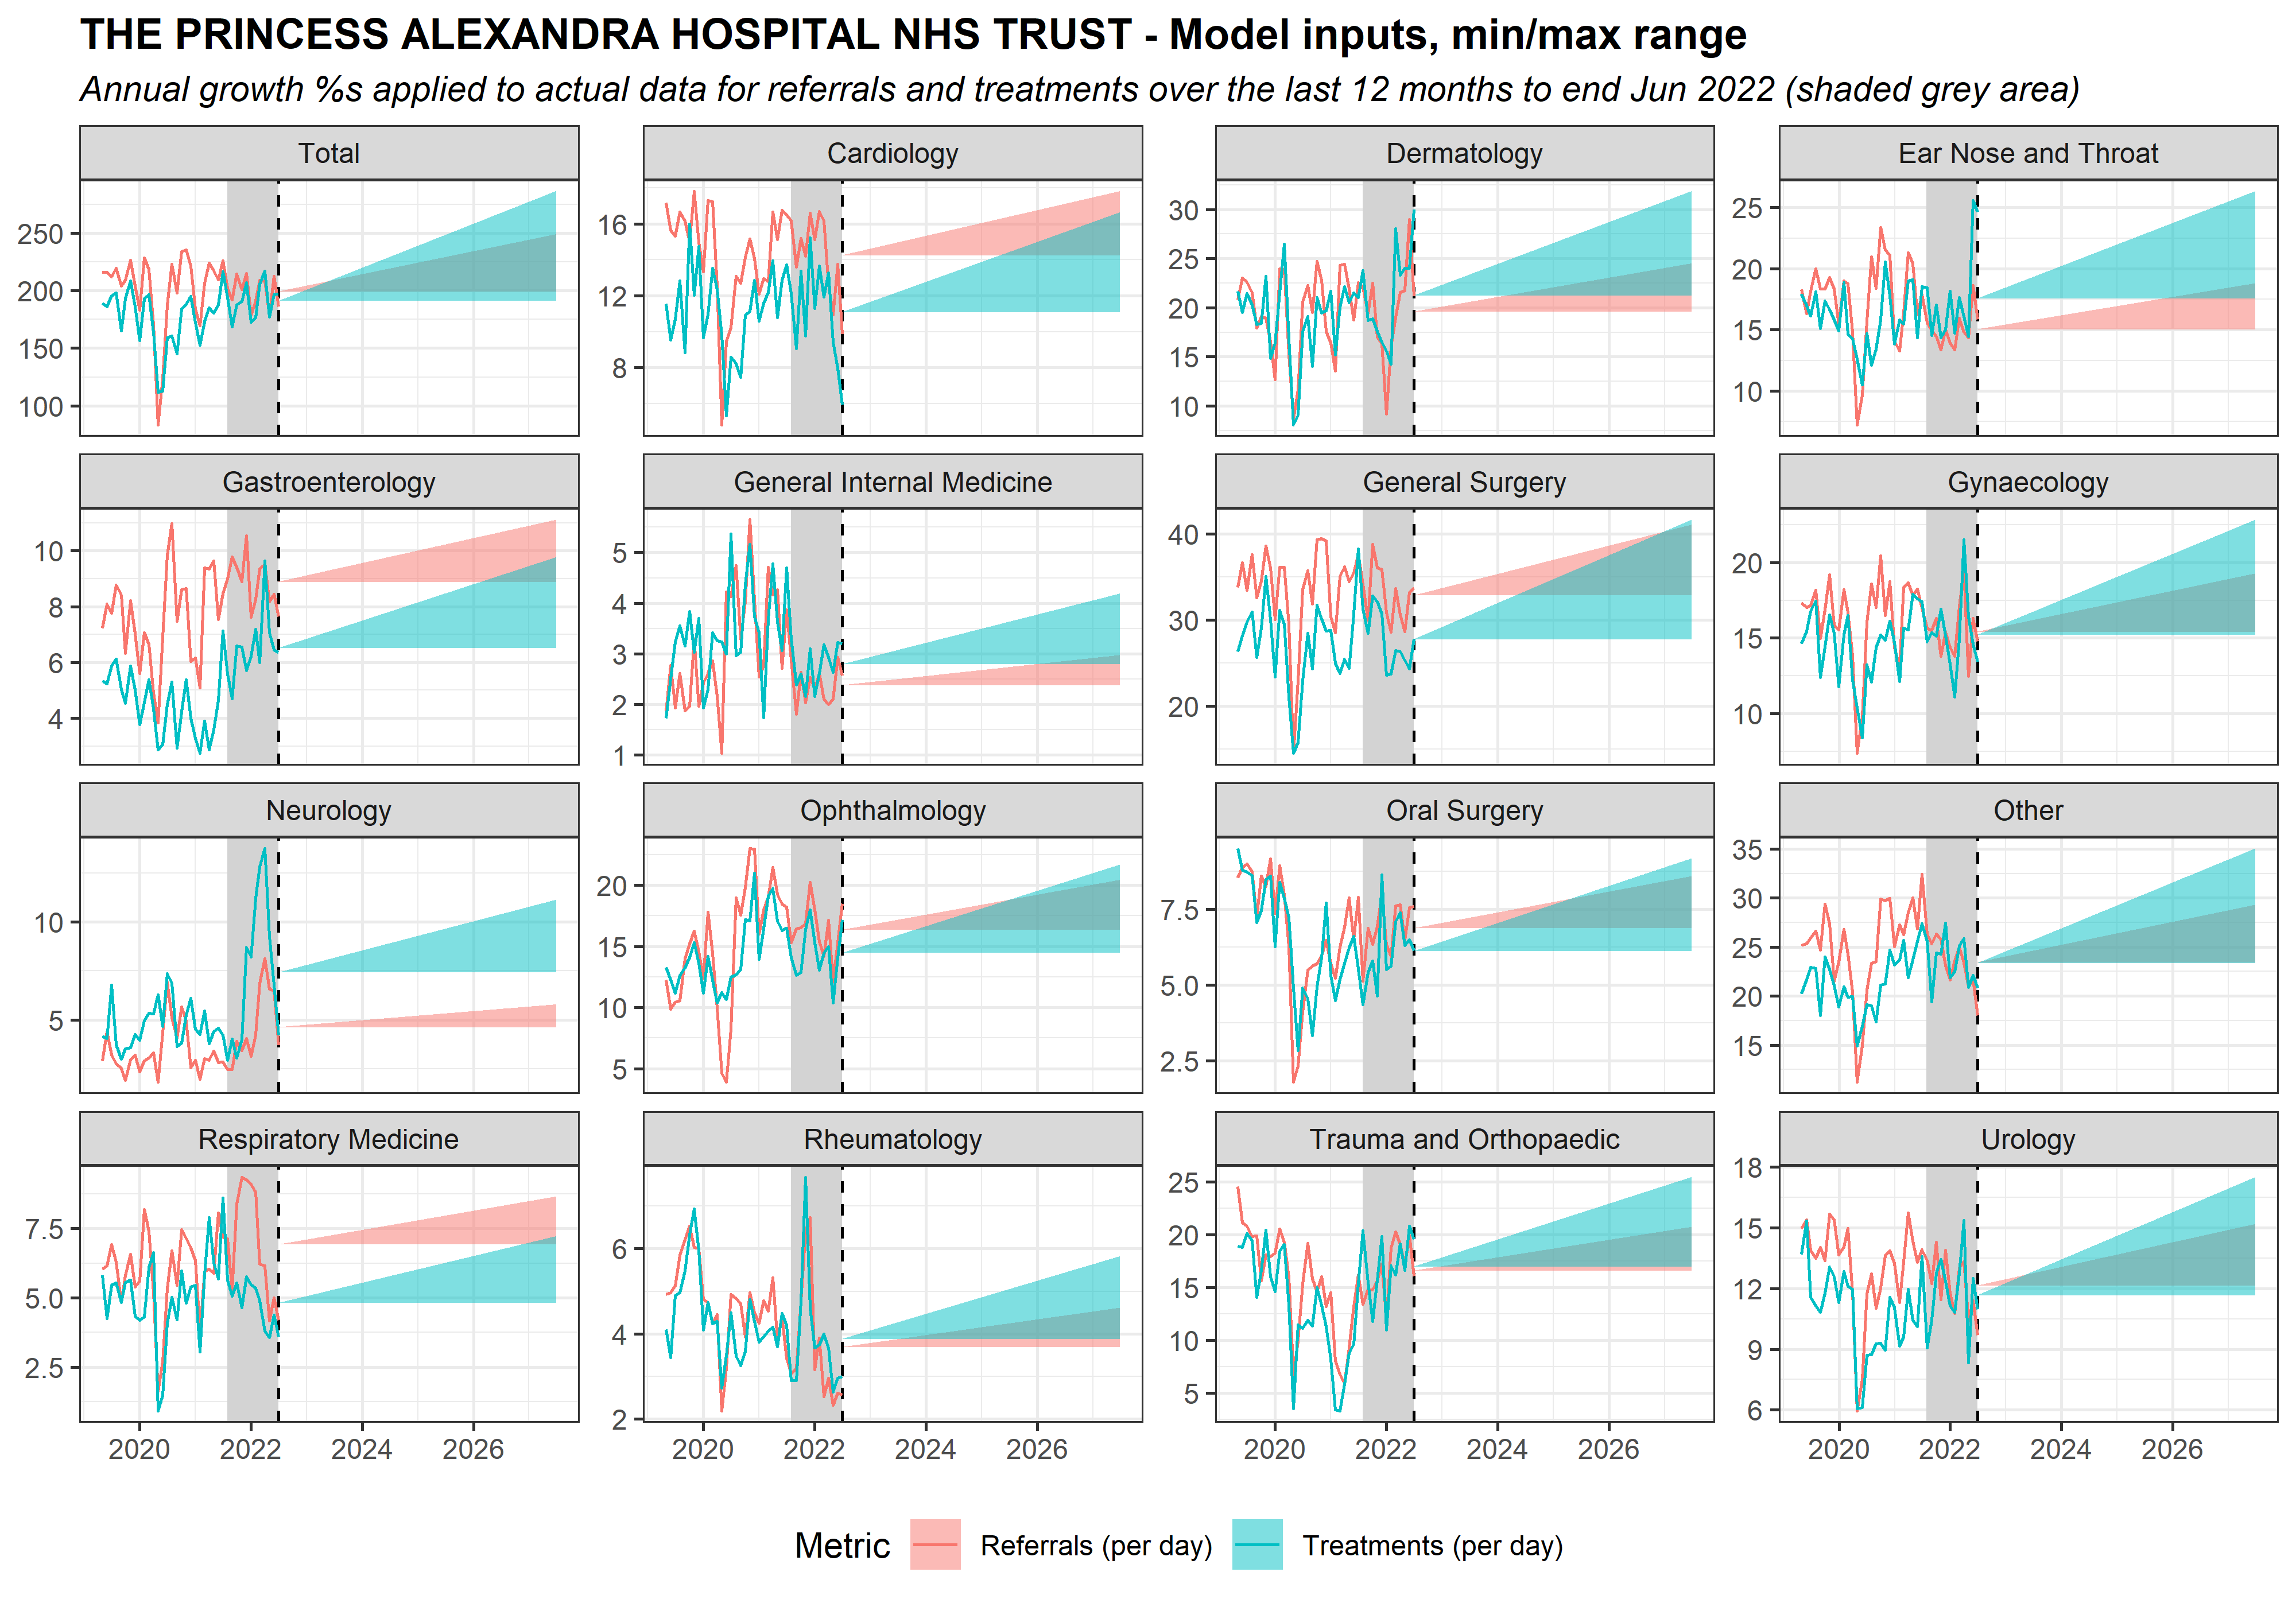 THE PRINCESS ALEXANDRA HOSPITAL NHS TRUST - Model inputs, min/max range
Annual growth %s applied to actual data for referrals and treatments over the last 12 months to end Jun 2022 (shaded grey area)
Total
250
200
150
100
Cardiology
16
12
8
Dermatology
30
25
20
15
10
Ear Nose and Throat
25
20
15
10
Gastroenterology
10
8
6
4
General Internal Medicine
5
4
3
2
1
General Surgery
40
30
20
Gynaecology
20
15
10
Neurology
10
5
Ophthalmology
20
15
10
5
Oral Surgery
7.5
5.0
2.5
Other
35
30
25
20
15
Respiratory Medicine
7.5
5.0
2.5
Rheumatology
6
4
2
Trauma and Orthopaedic
25
20
15
10
5
Urology
18
15
12
9
6
2020 2022 2024 2026
2020 2022 2024 2026
2020 2022 2024 2026
2020 2022 2024 2026
Metric Referrals (per day) Treatments (per day)